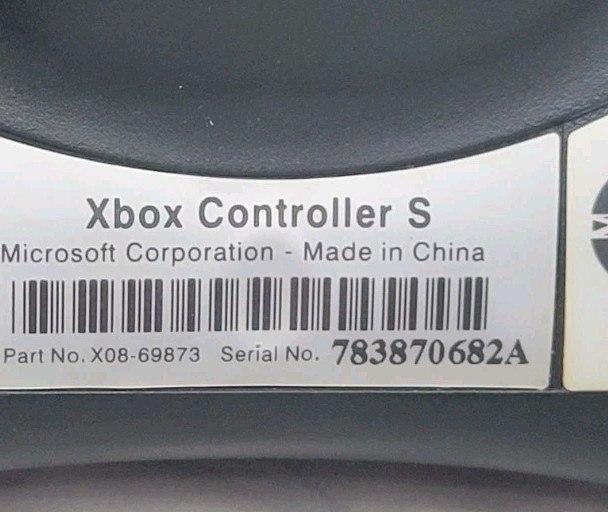 Xbox Controller S
Microsoft Corporation - Made in China
Part No. X08-69873 Serial No. 783870682A